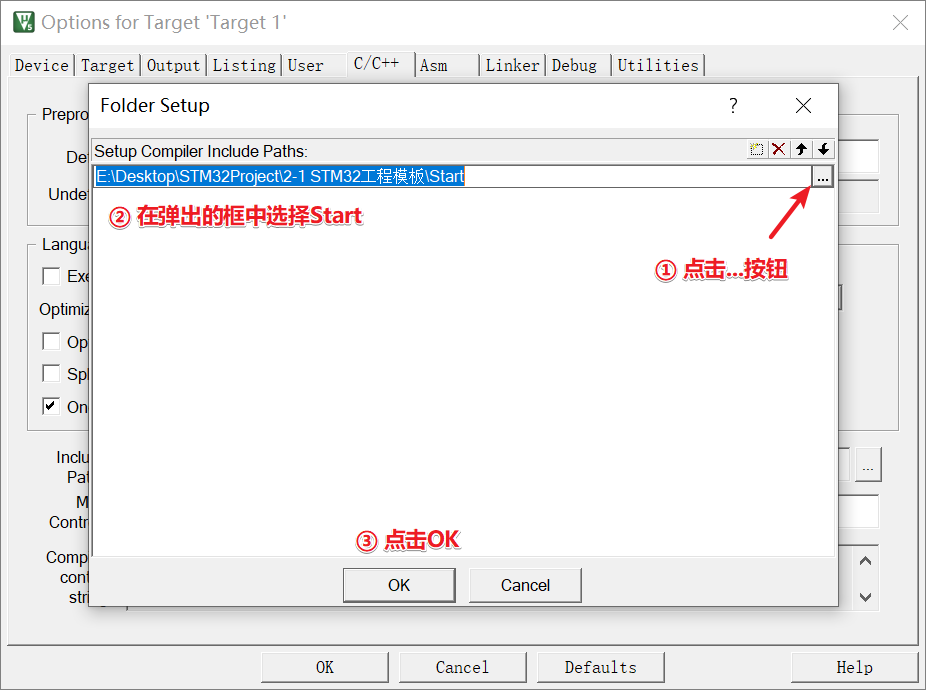 Options for Target 'Target 1'
Device Target Output Listing User C/C++ Asm Linker Debug Utilities
Folder Setup
?
Setup Compiler Include Paths:
E:\Desktop\STM32Project\2-1 STM32工程模板\Start
...
② 在弹出的框中选择Start
① 点击...按钮
Prepro
De
Unde
Langua
Exe
Optimiz
Op
Spl
On
Inclu
Pat
...
M
Contr
Comp
cont
stri
③ 点击OK
OK Cancel
OK Cancel Defaults Help